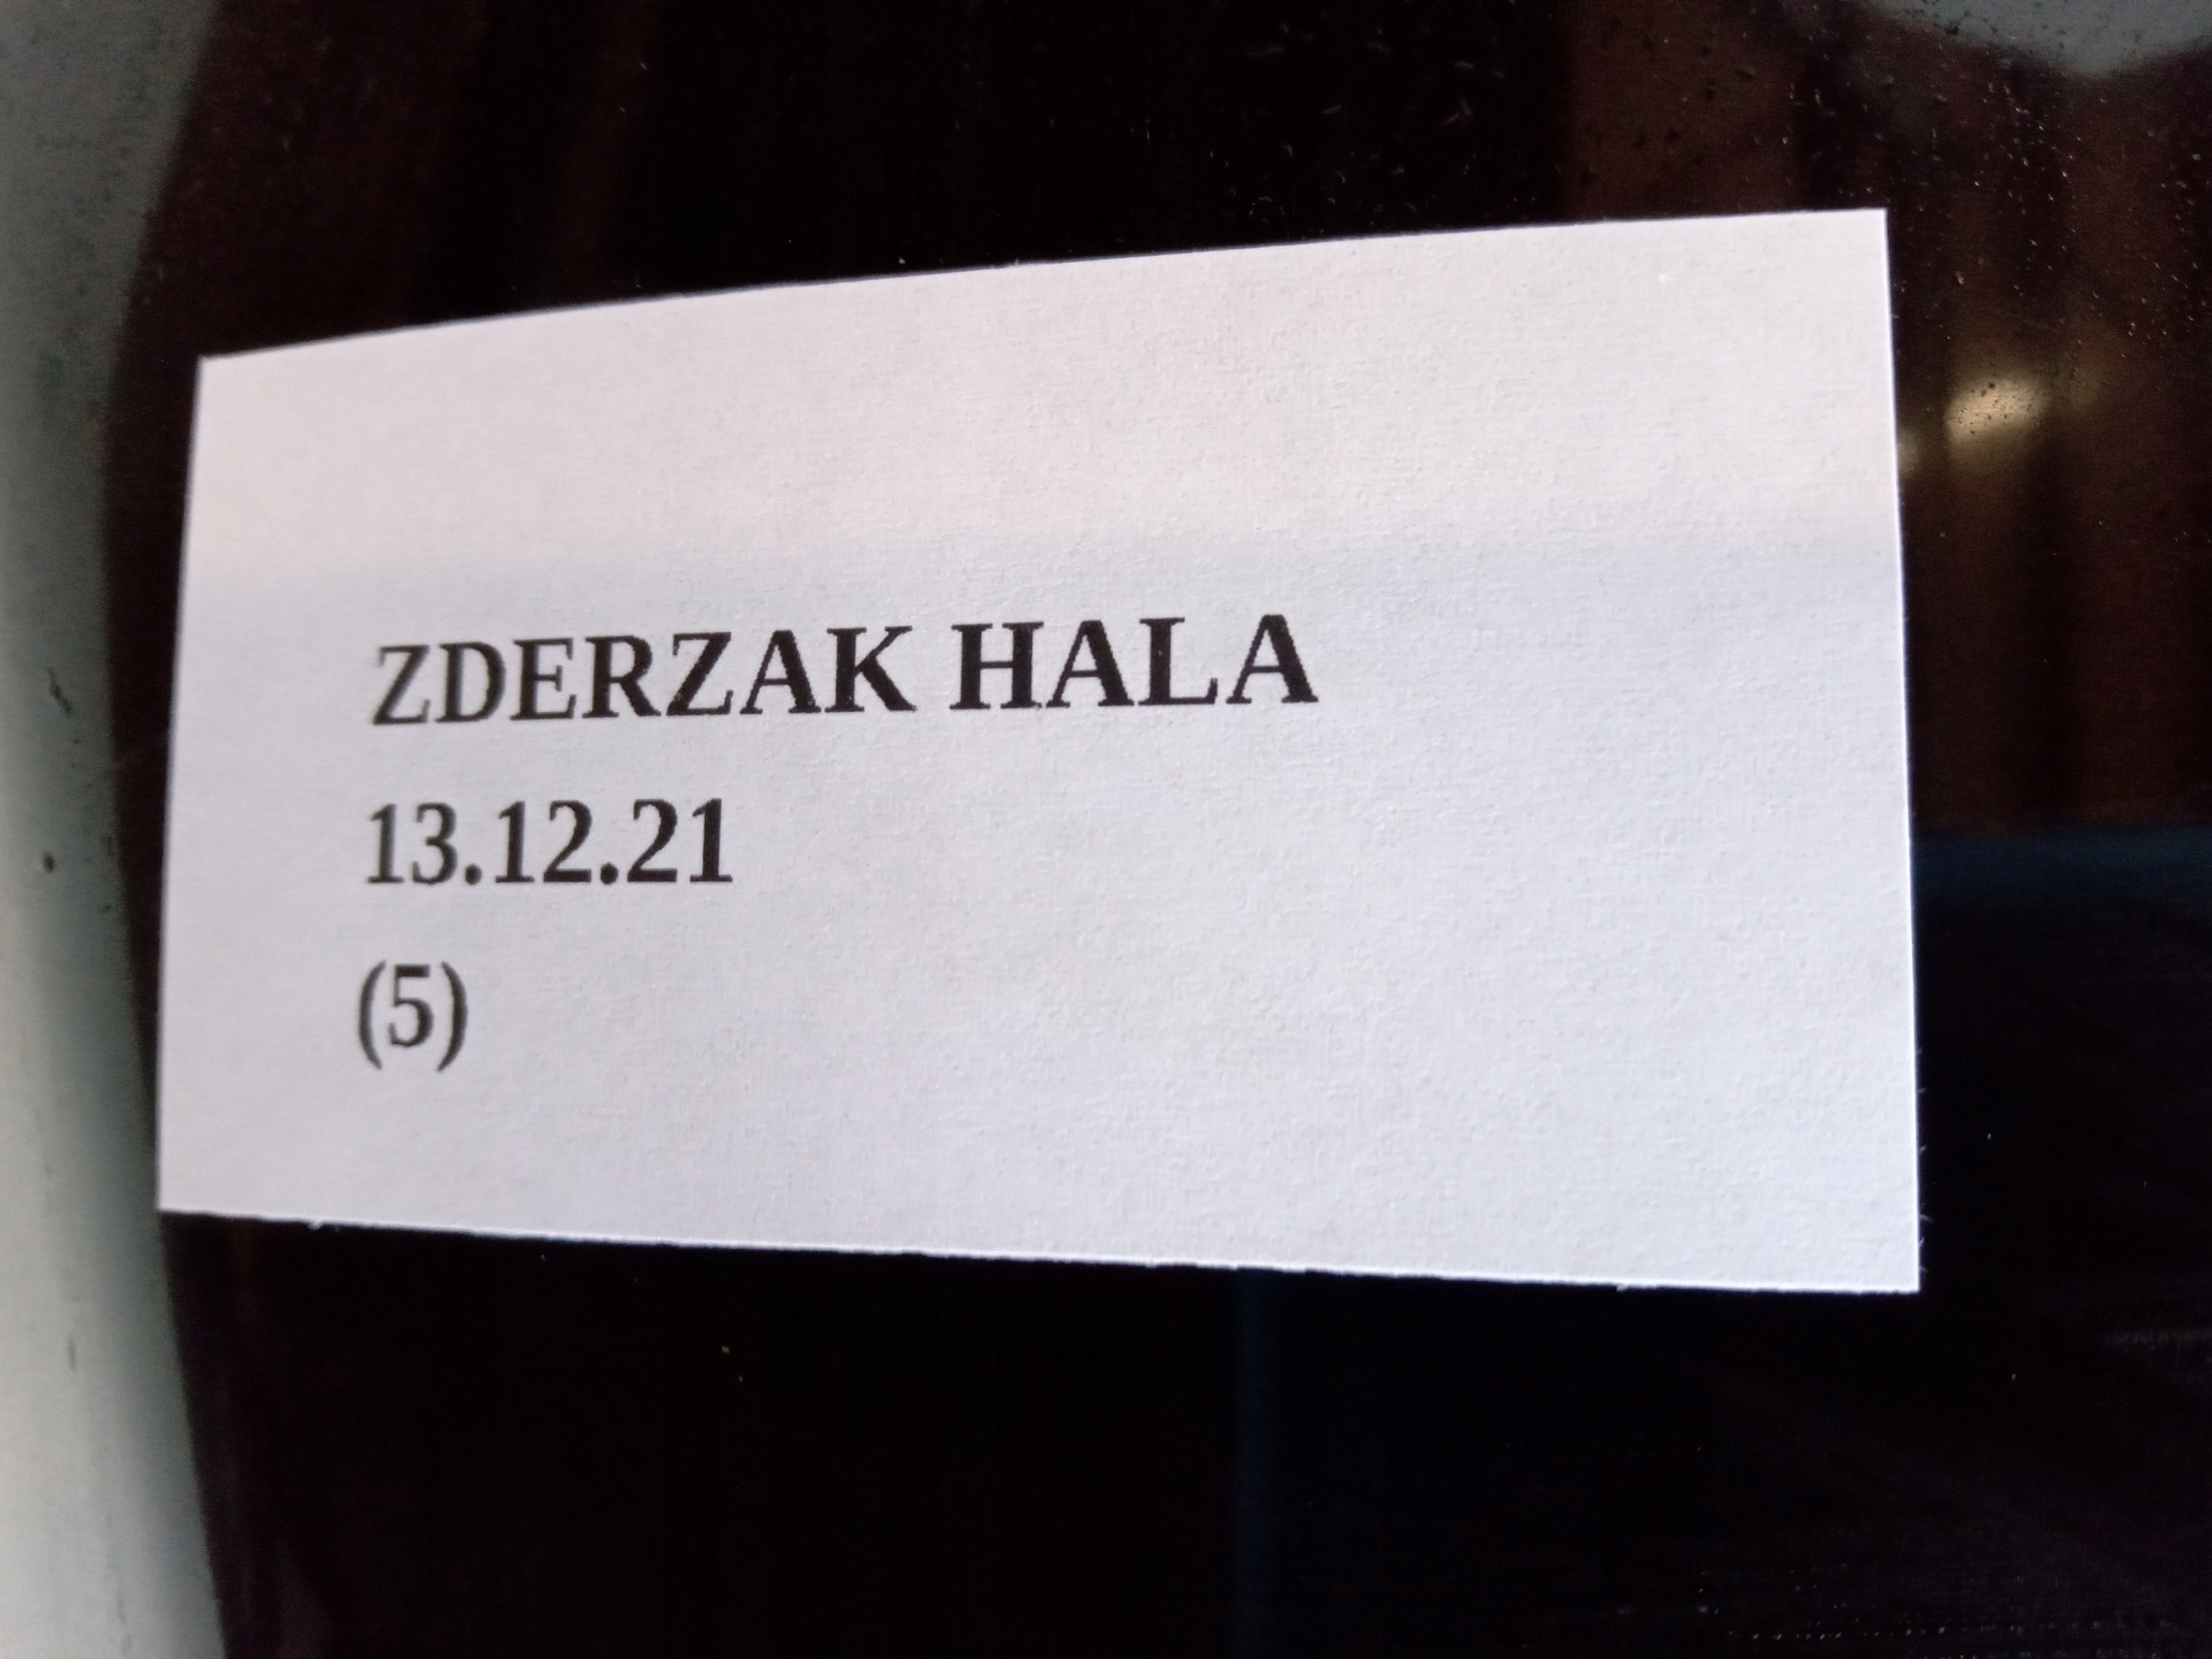 ZDERZAK HALA
13.12.21
(5)